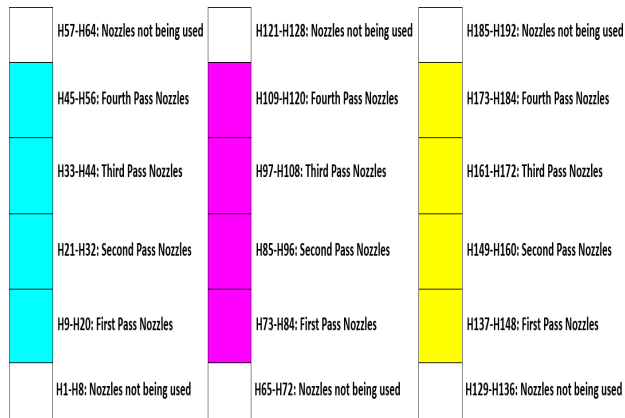 H57-H64: Nozzles not being used
H121-H128: Nozzles not being used
H185-H192: Nozzles not being used
H45-H56: Fourth Pass Nozzles
H109-H120: Fourth Pass Nozzles
H173-H184: Fourth Pass Nozzles
H33-H44: Third Pass Nozzles
H97-H108: Third Pass Nozzles
H161-H172: Third Pass Nozzles
H21-H32: Second Pass Nozzles
H85-H96: Second Pass Nozzles
H149-H160: Second Pass Nozzles
H9-H20: First Pass Nozzles
H73-H84: First Pass Nozzles
H137-H148: First Pass Nozzles
H1-H8: Nozzles not being used
H65-H72: Nozzles not being used
H129-H136: Nozzles not being used